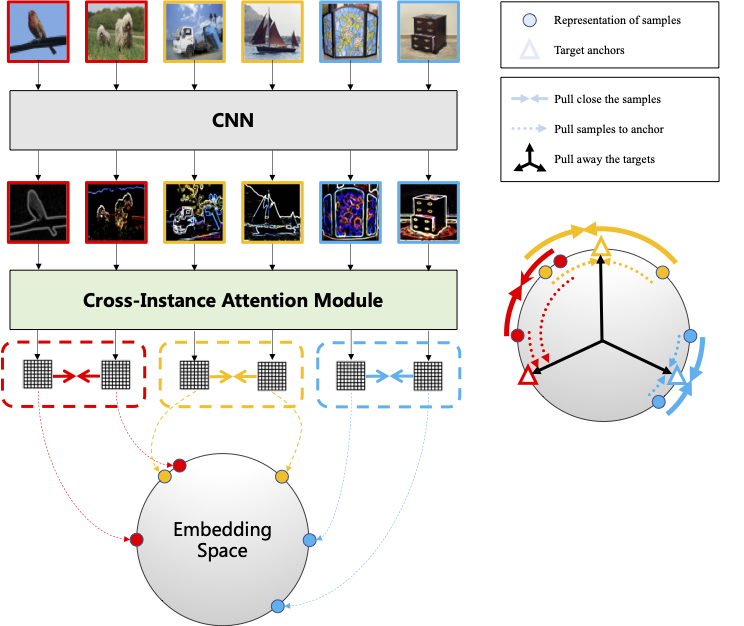 CNN
Cross-Instance Attention Module
Embedding
Space
Representation of samples
Target anchors
Pull close the samples
Pull samples to anchor
Pull away the targets